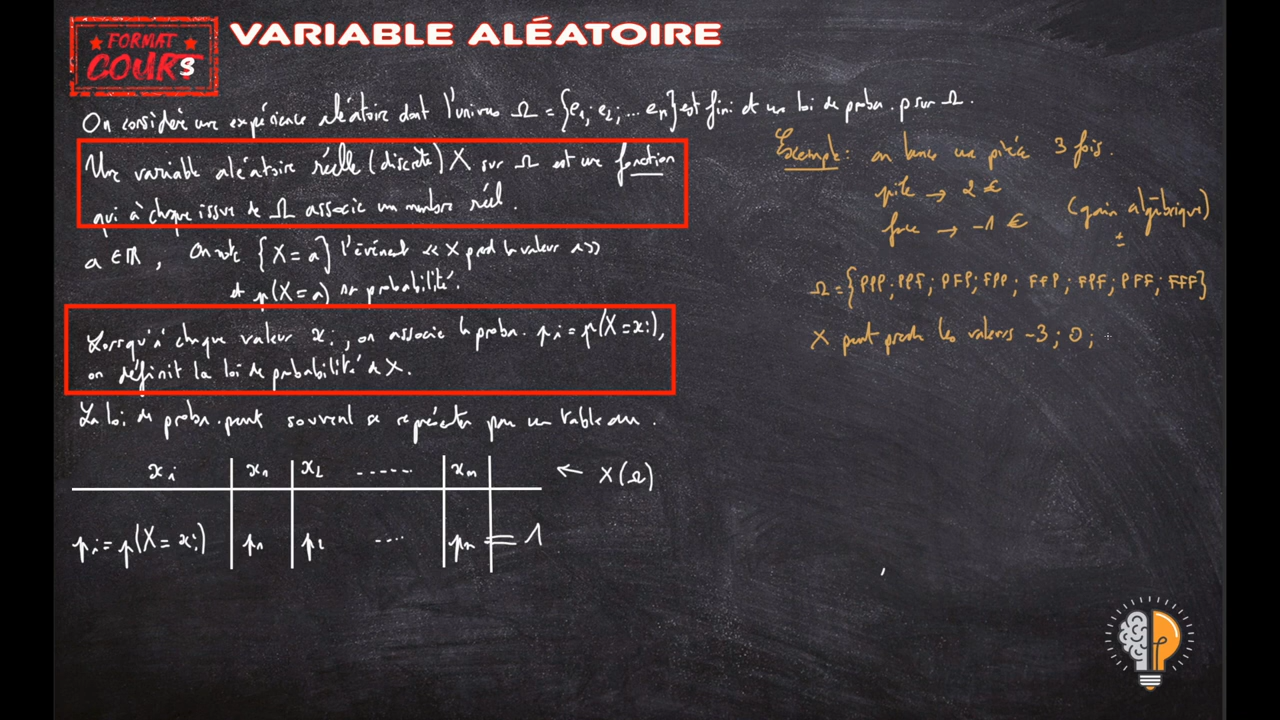 FORMAT
COURS
VARIABLE ALÉATOIRE
On considère une expérience aléatoire dont l'univers Ω = {e₁; e₂; ... eₙ} est fini et un loi de proba. p sur Ω.
Une variable aléatoire réelle (discrète) X sur Ω est une fonction
qui à chaque issue de Ω associe un nombre réel.
a ∈ ℝ, On note {X = a} l'événement « X prend la valeur a »
et p(X = a) sa probabilité.
Lorsqu'à chaque valeur xᵢ, on associe la proba. pᵢ = p(X = xᵢ),
on définit la loi de probabilité de X.
La loi de proba. peut souvent se représenter par un tableau.
xᵢ x₁ x₂ ...... xₙ ← X(Ω)
pᵢ = p(X = xᵢ) p₁ p₂ .... pₙ = 1
Exemple : on lance une pièce 3 fois.
pile → 2 €
face → -1 € (gain algébrique)
±
Ω = {PPP; PPF; PFP; FPP; FFP; FPF; PFF; FFF}
X peut prendre les valeurs -3; 0;